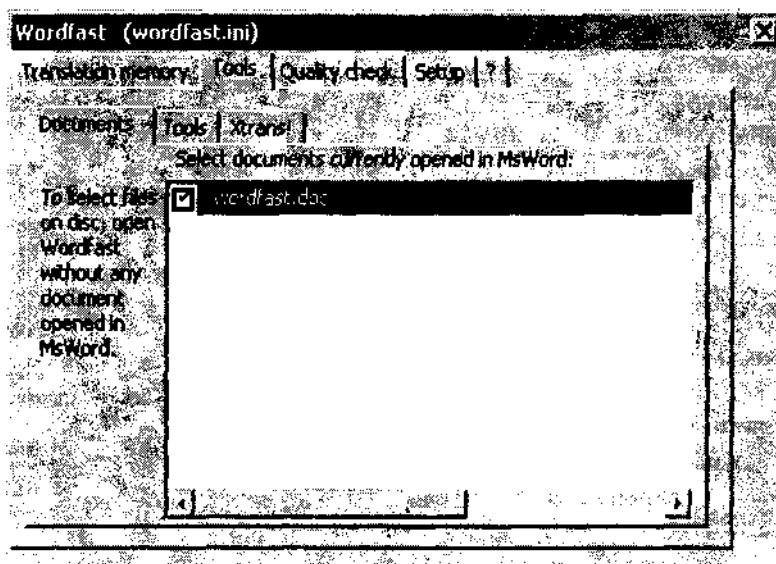 Wordfast (wordfast.ini)
Translation memory Tools Quality check Setup ?
Documents Tools Xtrans!
Select documents currently opened in MsWord:
wordfast.doc
To select files
on disc, open
Wordfast
without any
document
opened in
MsWord.